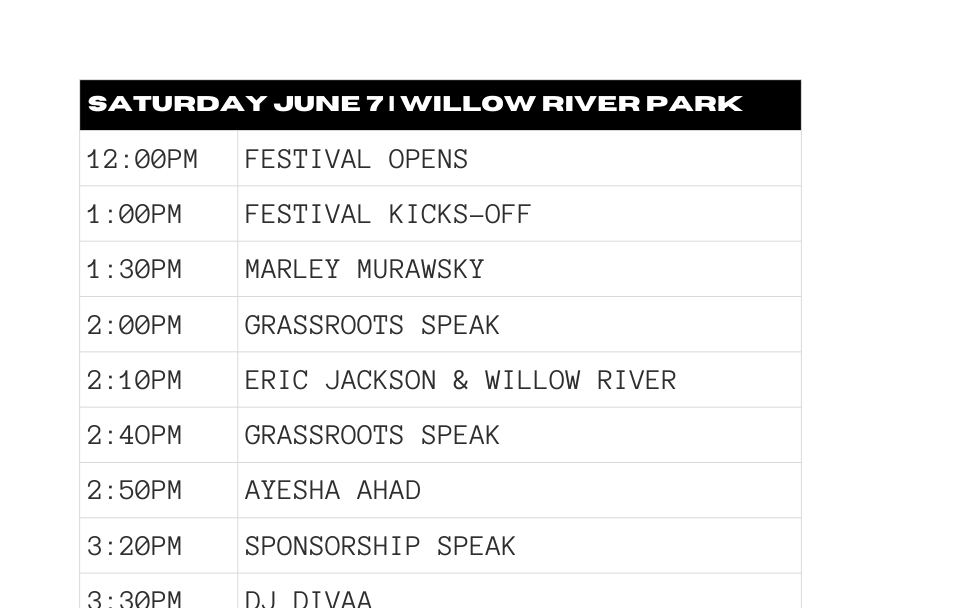 SATURDAY JUNE 7 | WILLOW RIVER PARK
12:00PM FESTIVAL OPENS
1:00PM FESTIVAL KICKS-OFF
1:30PM MARLEY MURAWSKY
2:00PM GRASSROOTS SPEAK
2:10PM ERIC JACKSON & WILLOW RIVER
2:40PM GRASSROOTS SPEAK
2:50PM AYESHA AHAD
3:20PM SPONSORSHIP SPEAK
3:30PM DJ DIVAA